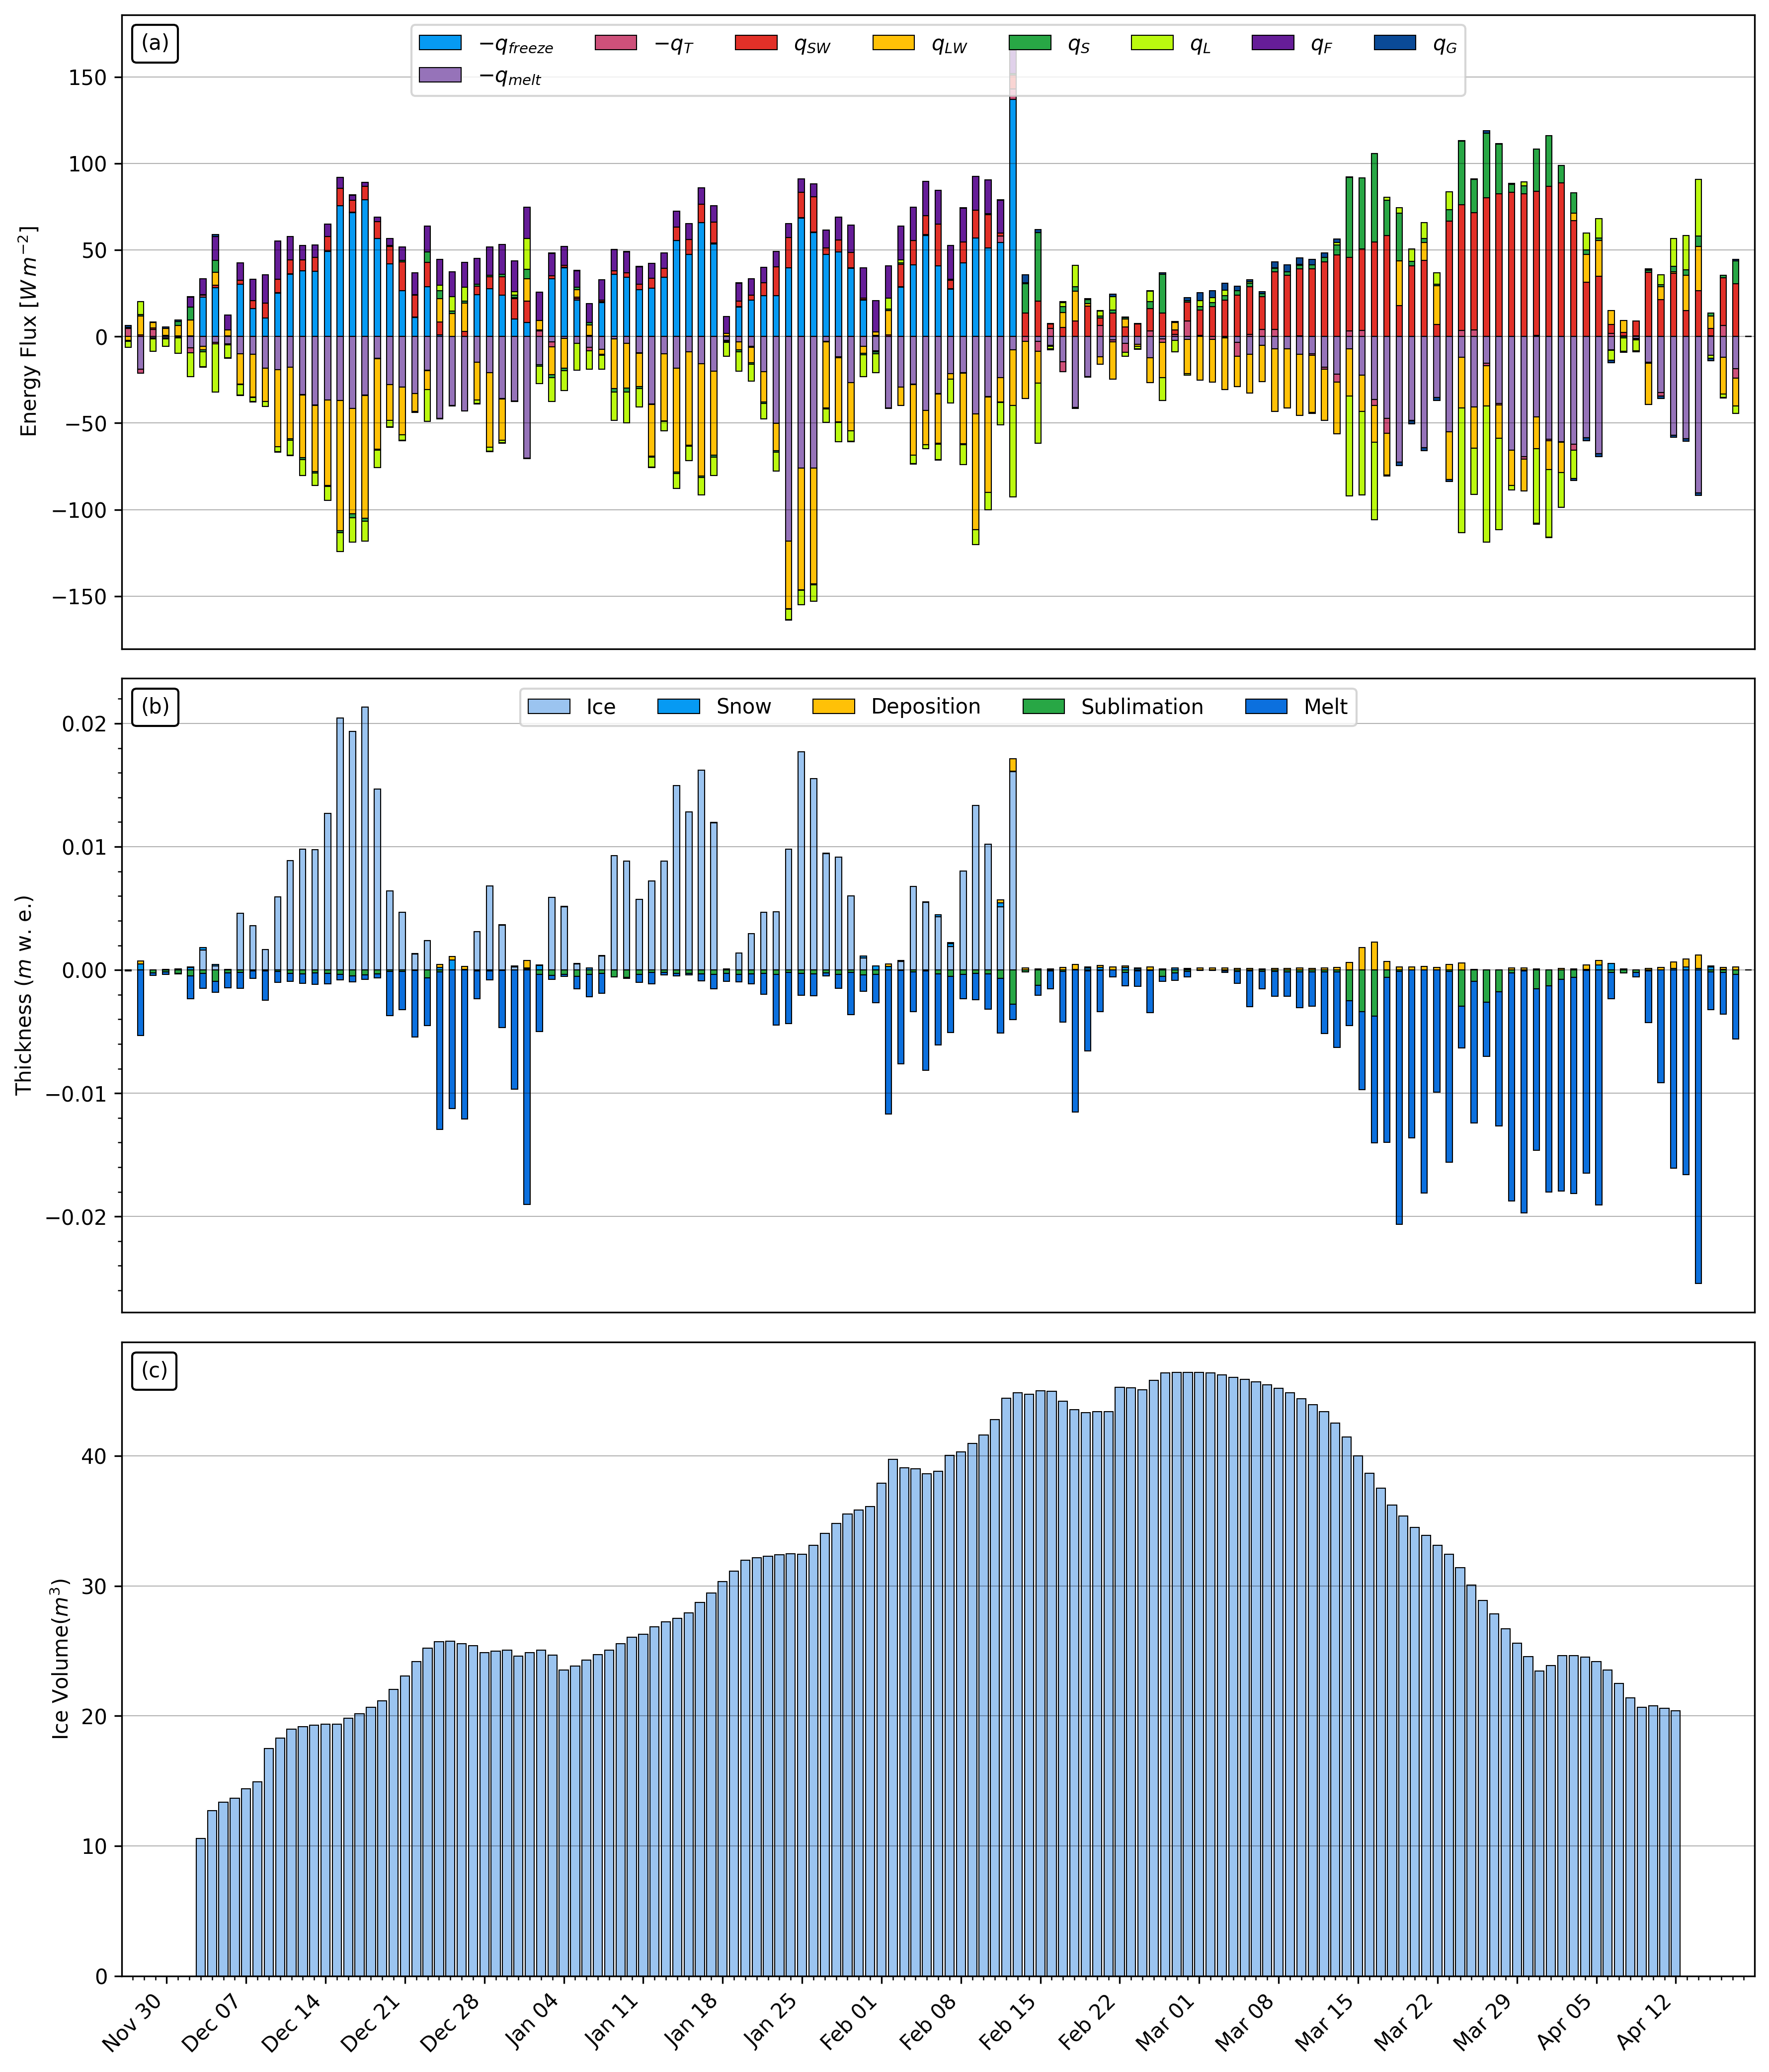 (a)
−q_freeze −q_T q_SW q_LW q_S q_L q_F q_G
−q_melt
Energy Flux [W m⁻²]
150
100
50
0
−50
−100
−150
(b)
Ice Snow Deposition Sublimation Melt
Thickness (m w. e.)
0.02
0.01
0.00
−0.01
−0.02
(c)
Ice Volume(m³)
40
30
20
10
0
Nov 30 Dec 07 Dec 14 Dec 21 Dec 28 Jan 04 Jan 11 Jan 18 Jan 25 Feb 01 Feb 08 Feb 15 Feb 22 Mar 01 Mar 08 Mar 15 Mar 22 Mar 29 Apr 05 Apr 12